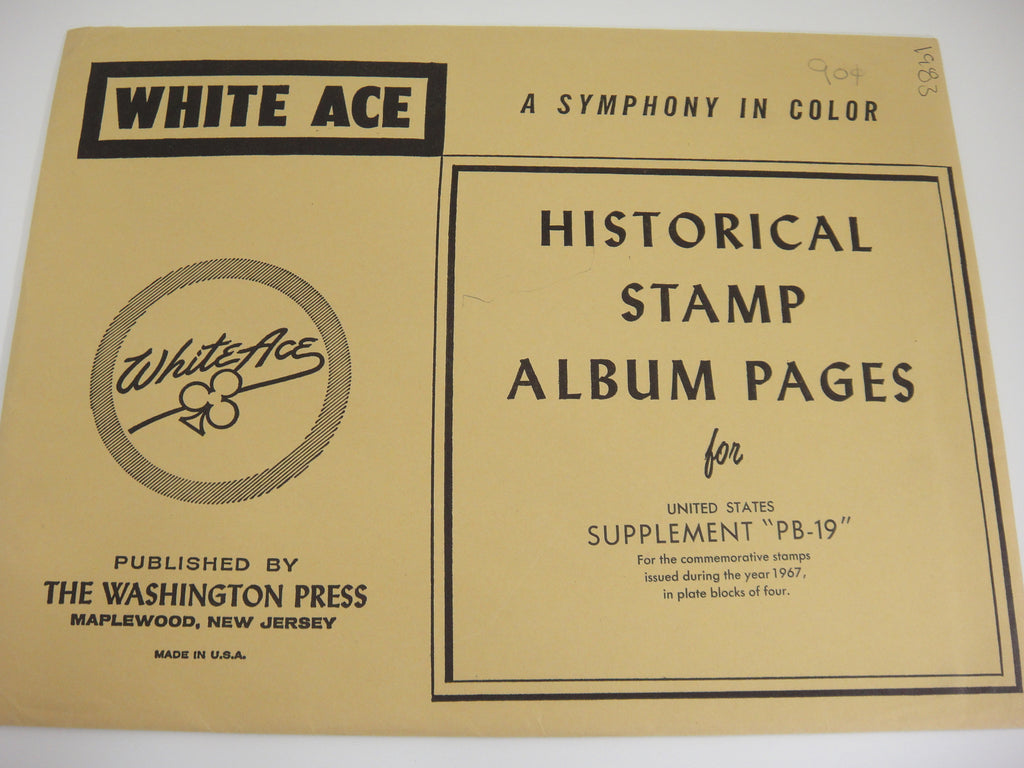 WHITE ACE
A SYMPHONY IN COLOR
90¢
1983
HISTORICAL
STAMP
ALBUM PAGES
for
UNITED STATES
SUPPLEMENT "PB-19"
For the commemorative stamps
issued during the year 1967,
in plate blocks of four.
White Ace
PUBLISHED BY
THE WASHINGTON PRESS
MAPLEWOOD, NEW JERSEY
MADE IN U.S.A.